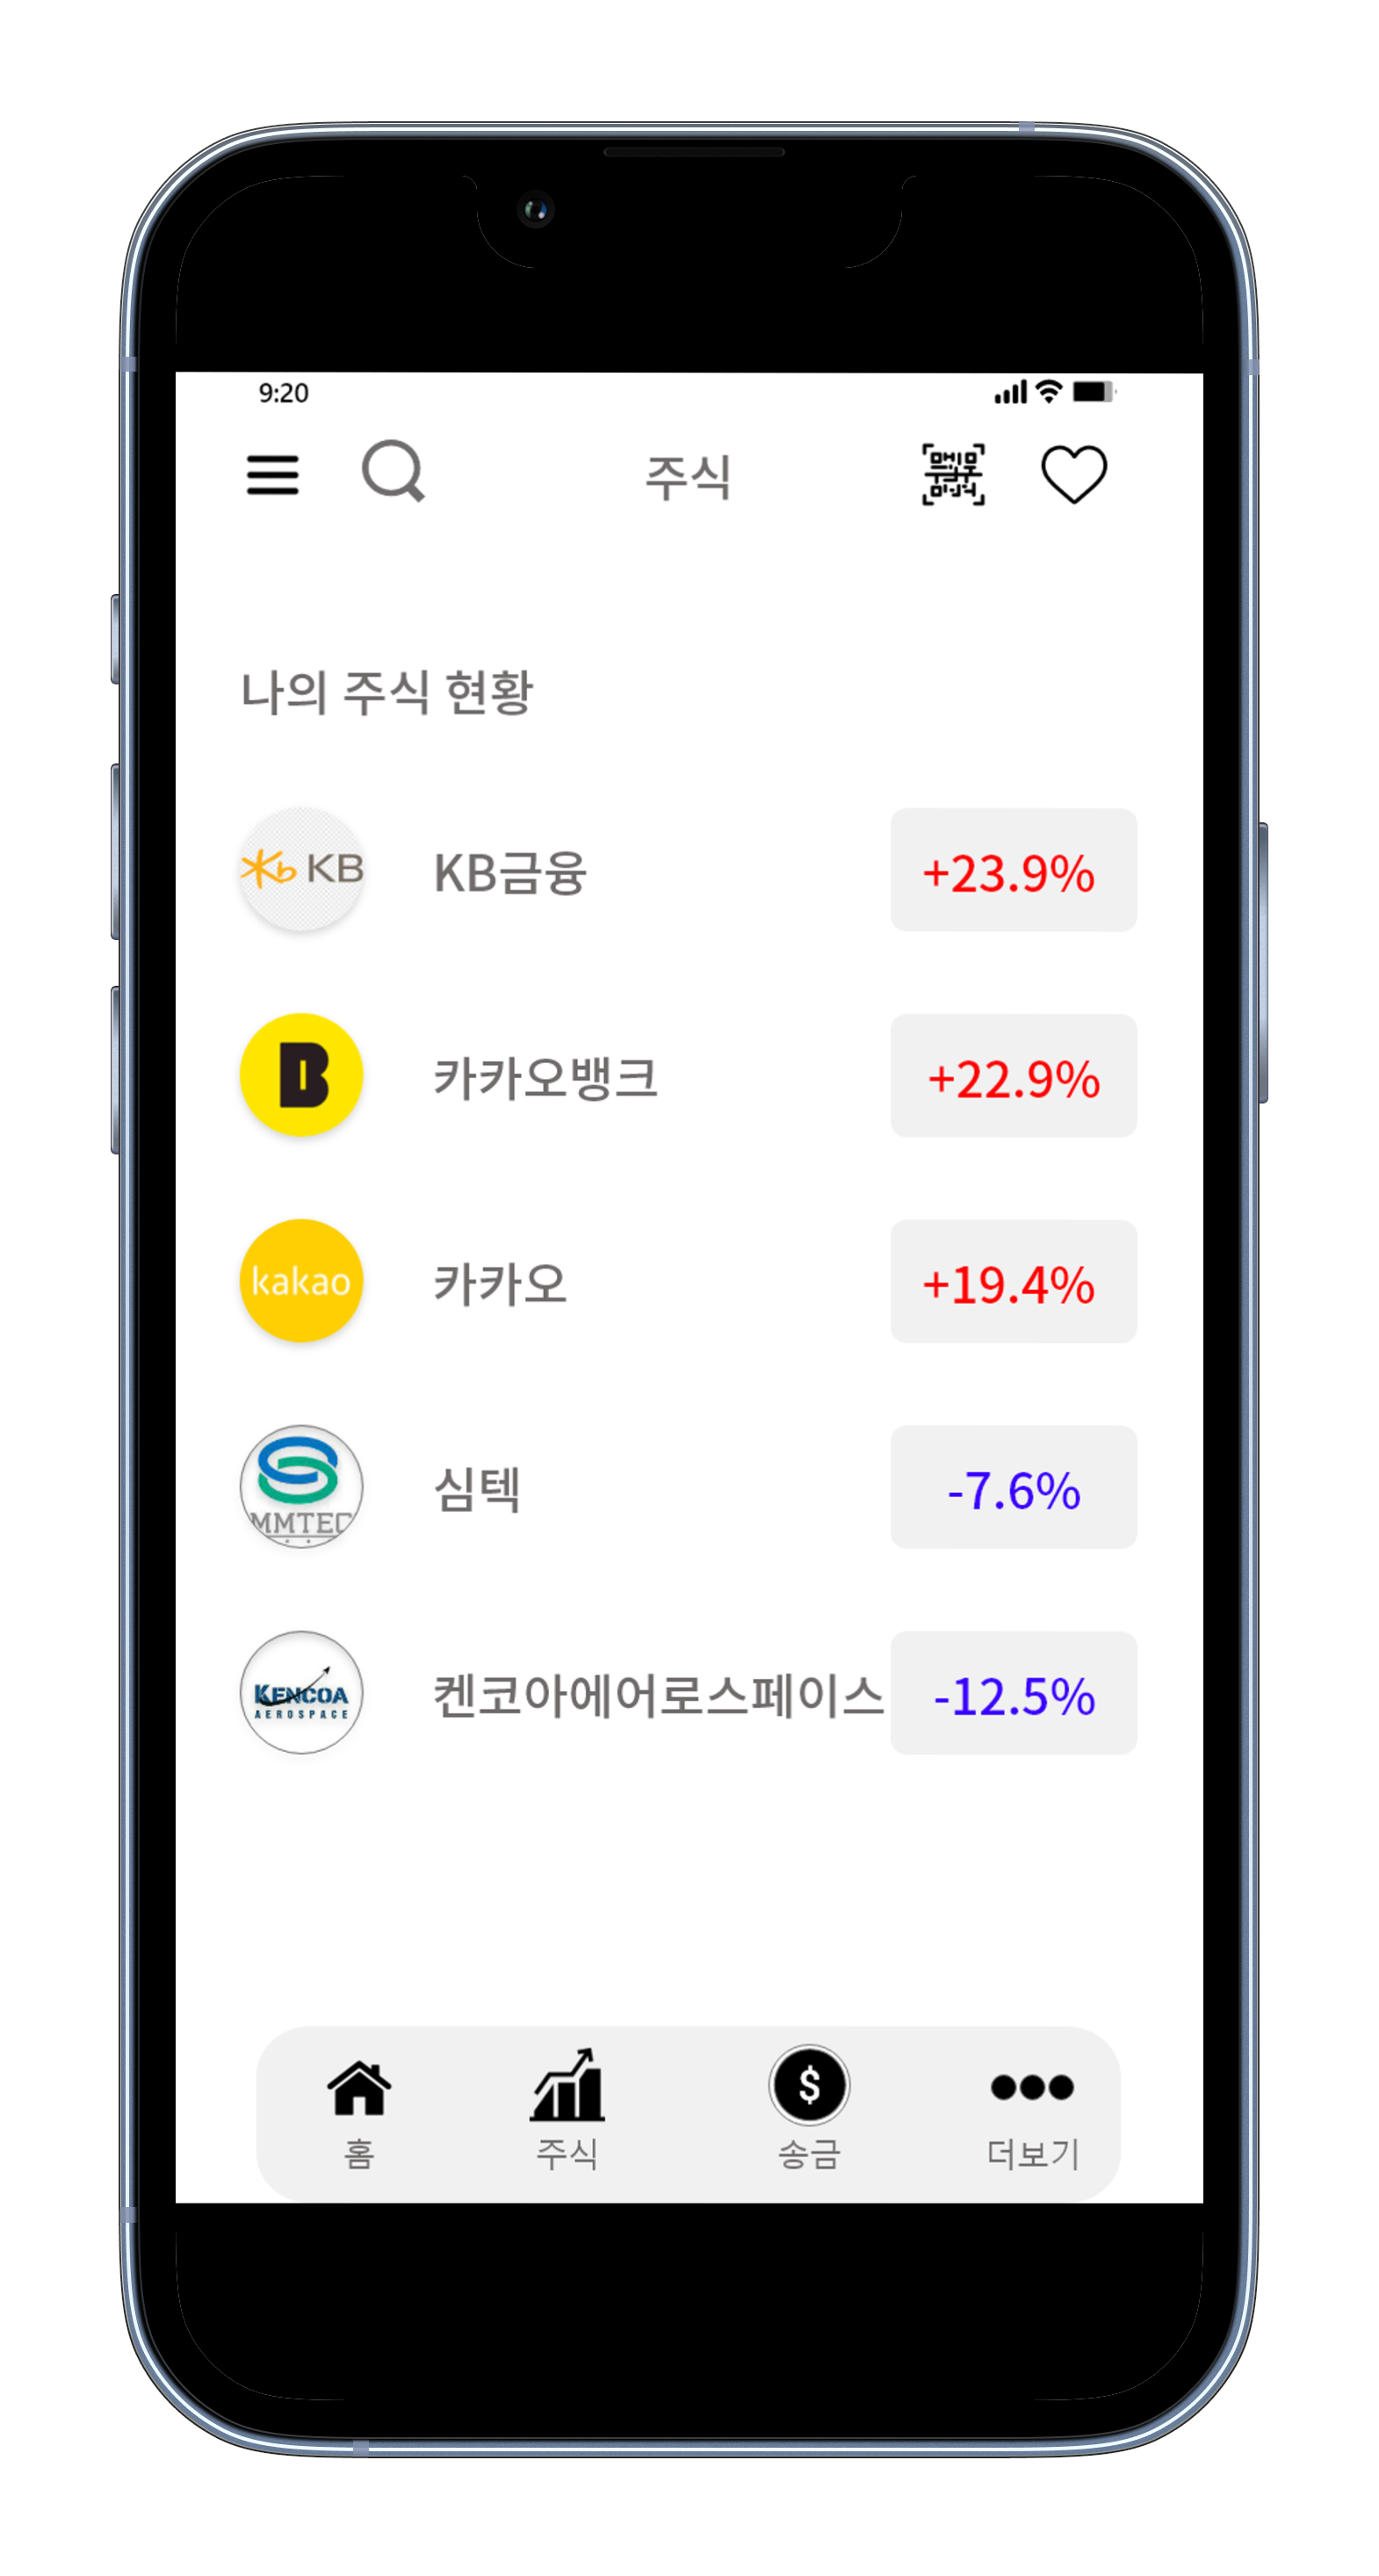 9:20
주식
나의 주식 현황
KB KB금융 +23.9%
B 카카오뱅크 +22.9%
kakao 카카오 +19.4%
MMTEC 심텍 -7.6%
KENCOA
AEROSPACE
켄코아에어로스페이스 -12.5%
$
홈 주식 송금 더보기